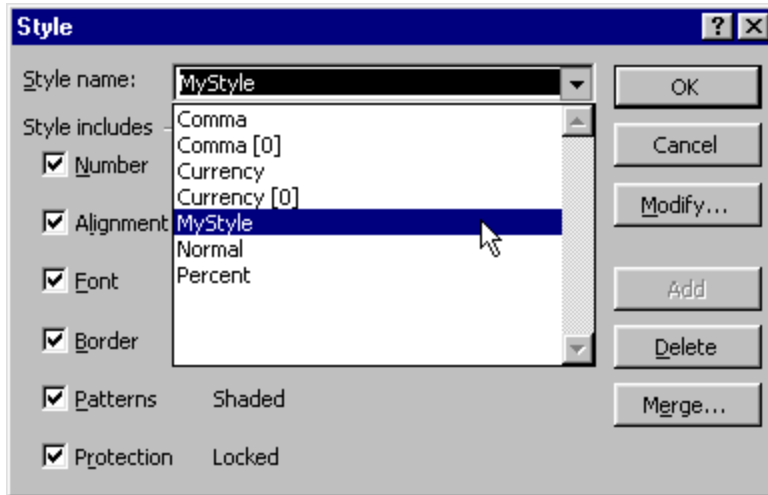 Style
Style name: MyStyle
OK
Style includes
Comma
Comma [0]
Currency
Currency [0]
MyStyle
Normal
Percent
Cancel
Number
Modify...
Alignment
Font
Add
Border
Delete
Patterns Shaded
Merge...
Protection Locked